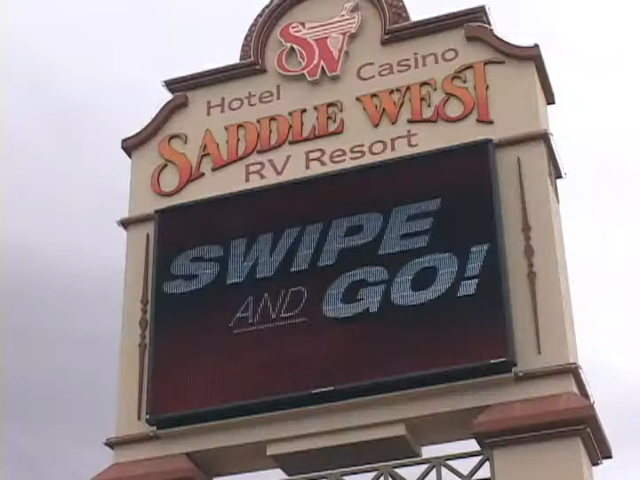 SW
Hotel Casino
SADDLE WEST
RV Resort
SWIPE
AND GO!